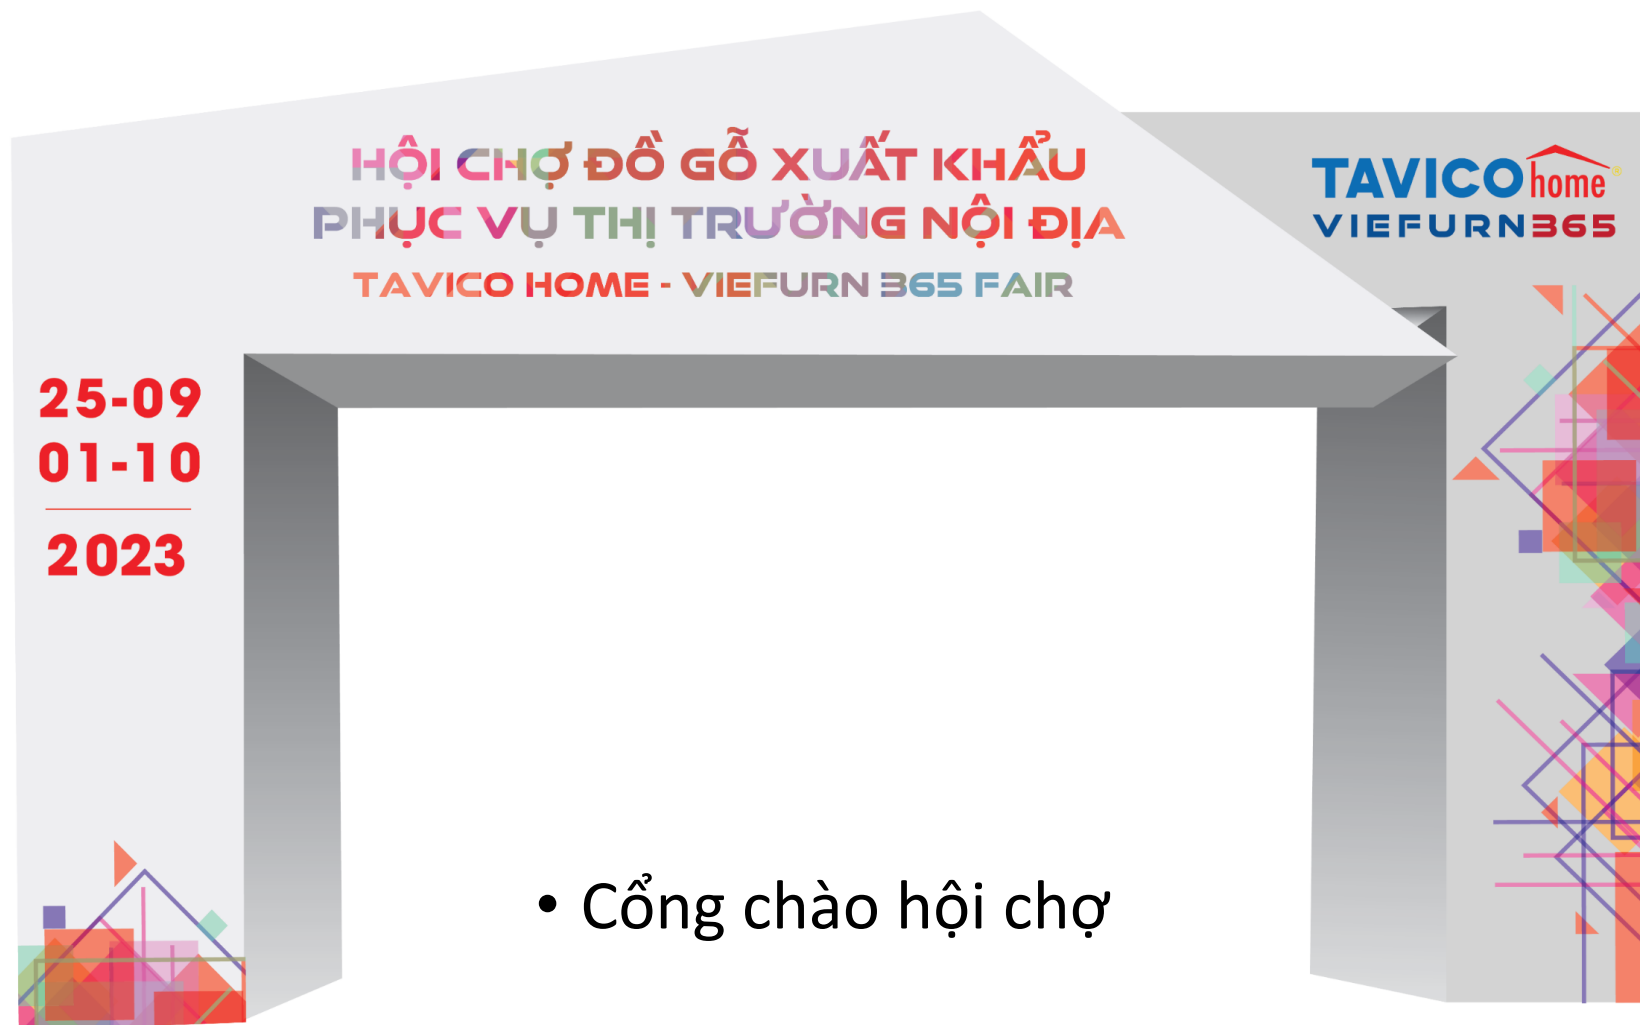 HỘI CHỢ ĐỒ GỖ XUẤT KHẨU
PHỤC VỤ THỊ TRƯỜNG NỘI ĐỊA
TAVICO HOME - VIEFURN 365 FAIR
TAVICO home
VIEFURN365
25-09
01-10
2023
• Cổng chào hội chợ